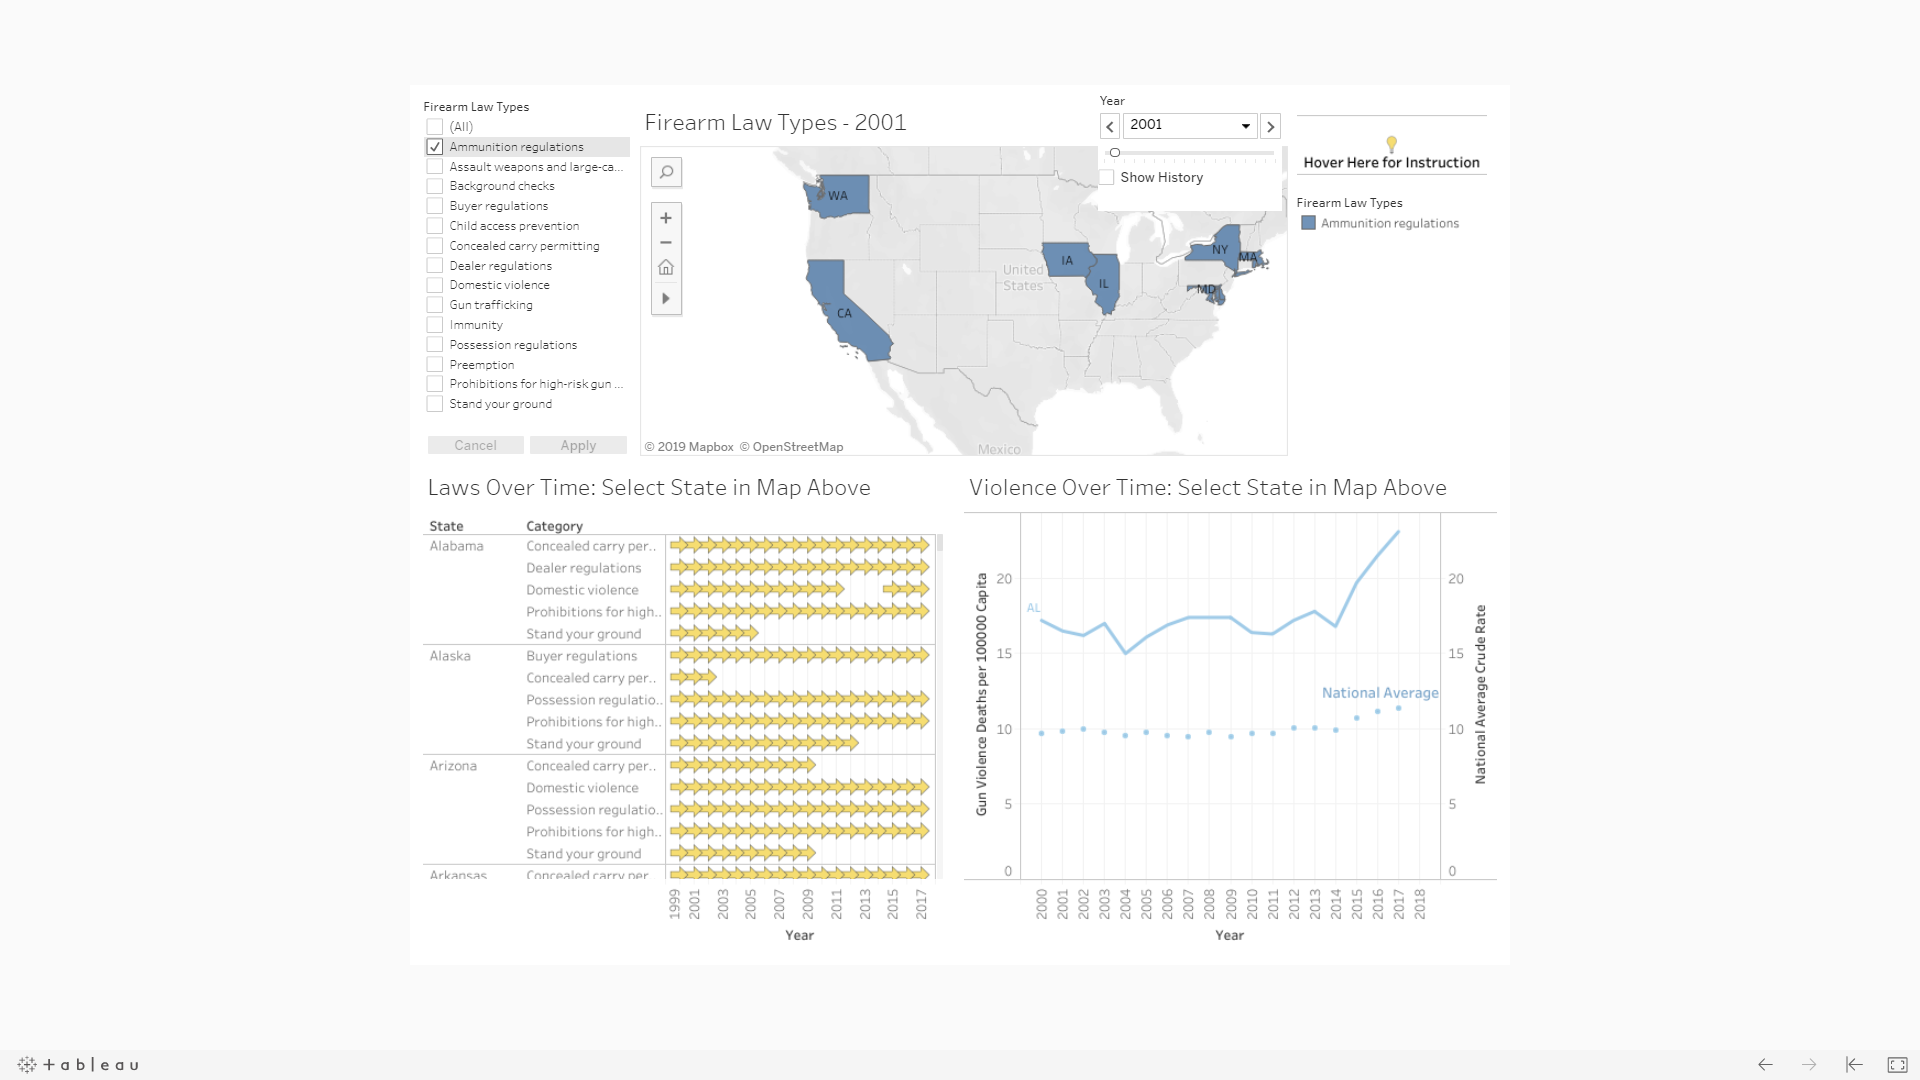 Firearm Law Types
(All)
Ammunition regulations
Assault weapons and large-ca...
Background checks
Buyer regulations
Child access prevention
Concealed carry permitting
Dealer regulations
Domestic violence
Gun trafficking
Immunity
Possession regulations
Preemption
Prohibitions for high-risk gun ...
Stand your ground
Cancel Apply
Firearm Law Types - 2001
Year
2001
Show History
Hover Here for Instruction
Firearm Law Types
Ammunition regulations
WA
NY
MA
IA
United
States
IL
MD
CA
Mexico
© 2019 Mapbox © OpenStreetMap
Laws Over Time: Select State in Map Above
State Category
Alabama Concealed carry per..
Dealer regulations
Domestic violence
Prohibitions for high..
Stand your ground
Alaska Buyer regulations
Concealed carry per..
Possession regulatio..
Prohibitions for high..
Stand your ground
Arizona Concealed carry per..
Domestic violence
Possession regulatio..
Prohibitions for high..
Stand your ground
Arkansas Concealed carry per
1999 2001 2003 2005 2007 2009 2011 2013 2015 2017
Year
Violence Over Time: Select State in Map Above
Gun Violence Deaths per 100000 Capita
20
15
10
5
0
AL
National Average
20
15
10
5
0
National Average Crude Rate
2000 2001 2002 2003 2004 2005 2006 2007 2008 2009 2010 2011 2012 2013 2014 2015 2016 2017 2018
Year
+ableau